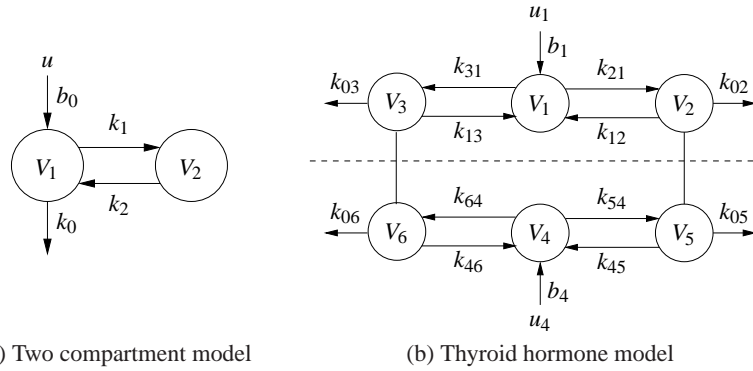 u
b₀
k₁
V₁
V₂
k₂
k₀
) Two compartment model
u₁
b₁
k₀₃
k₃₁
k₂₁
k₀₂
V₃
V₁
V₂
k₁₃
k₁₂
k₀₆
k₆₄
k₅₄
k₀₅
V₆
V₄
V₅
k₄₆
k₄₅
b₄
u₄
(b) Thyroid hormone model